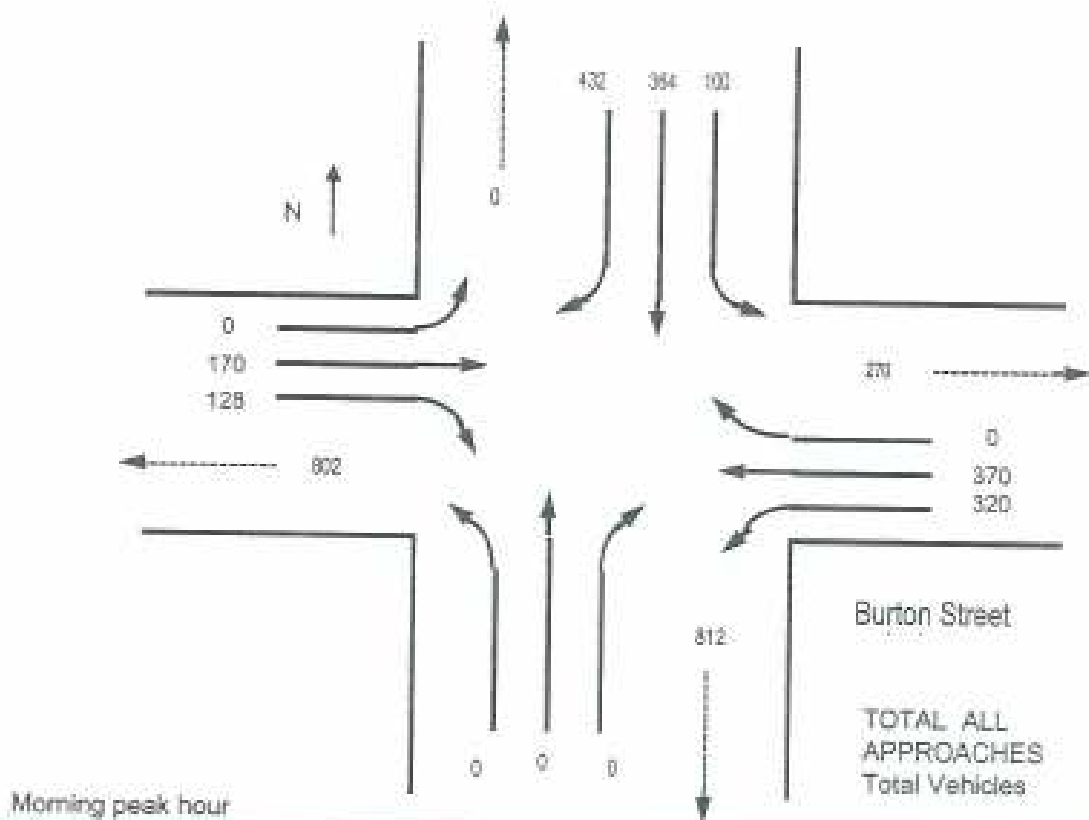 432 364 100
N
0
0
170
128
270
802
0
370
320
Burton Street
812
0 0 0
TOTAL ALL
APPROACHES
Total Vehicles
Morning peak hour